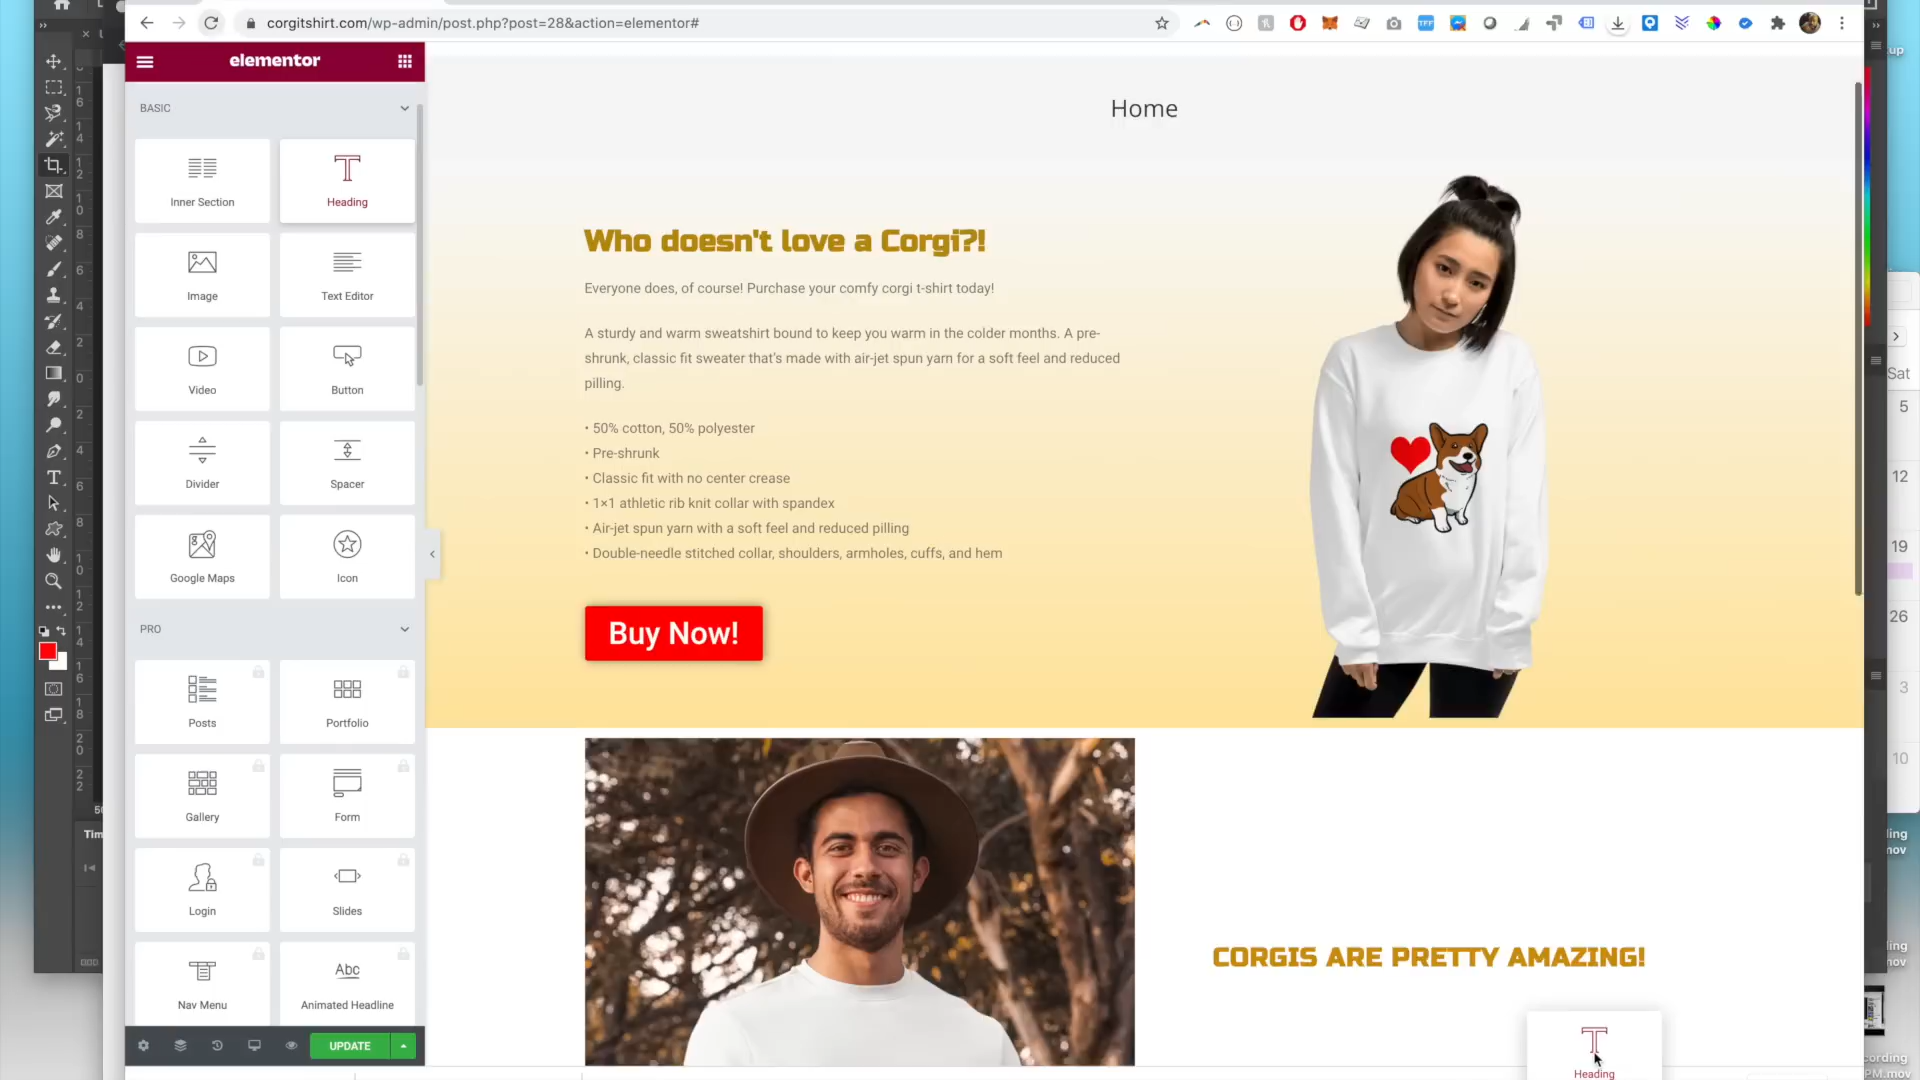 corgitshirt.com/wp-admin/post.php?post=28&action=elementor#
elementor
BASIC
Inner Section
Heading
Image
Text Editor
Video
Button
Divider
Spacer
Google Maps
Icon
PRO
Posts
Portfolio
Gallery
Form
Login
Slides
Nav Menu
Abc
Animated Headline
UPDATE
Home
Who doesn't love a Corgi?!
Everyone does, of course! Purchase your comfy corgi t-shirt today!
A sturdy and warm sweatshirt bound to keep you warm in the colder months. A pre-
shrunk, classic fit sweater that's made with air-jet spun yarn for a soft feel and reduced
pilling.
• 50% cotton, 50% polyester
• Pre-shrunk
• Classic fit with no center crease
• 1×1 athletic rib knit collar with spandex
• Air-jet spun yarn with a soft feel and reduced pilling
• Double-needle stitched collar, shoulders, armholes, cuffs, and hem
Buy Now!
CORGIS ARE PRETTY AMAZING!
Heading
Sat
5
12
19
26
3
10
Tim